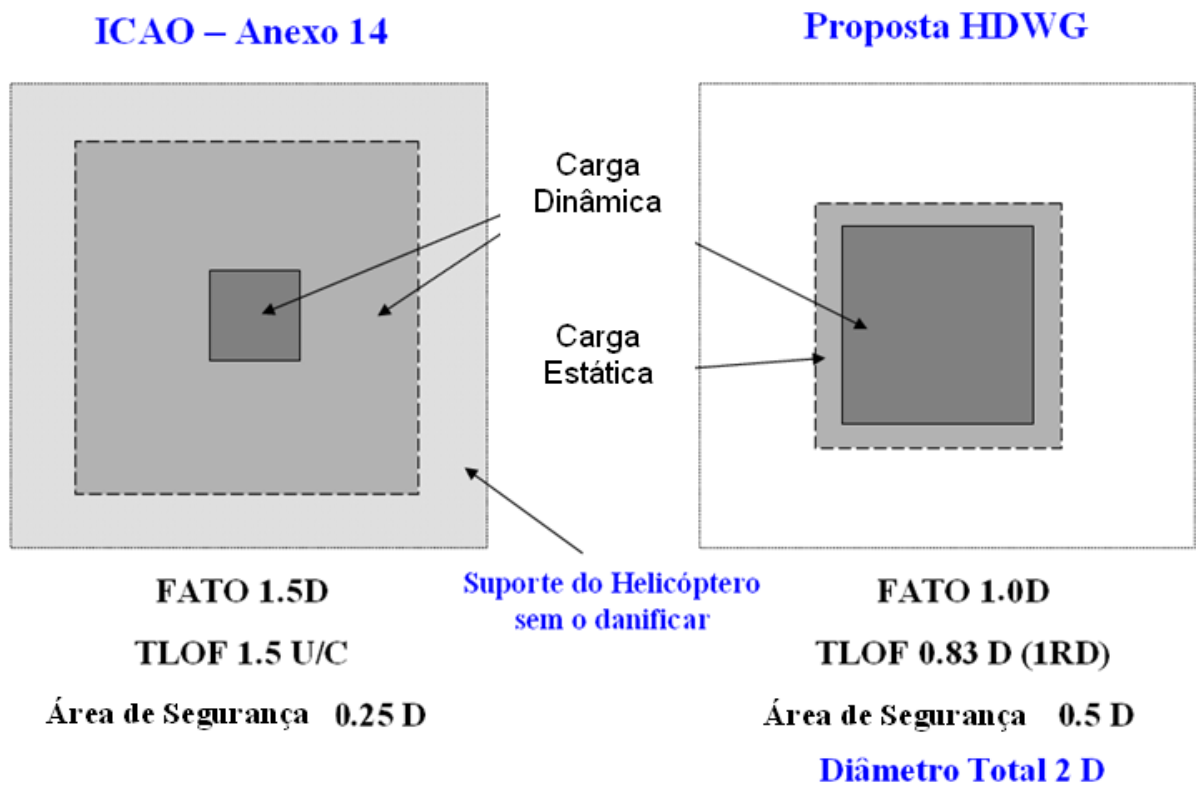 ICAO – Anexo 14
Proposta HDWG
Carga
Dinâmica
Carga
Estática
Suporte do Helicóptero
sem o danificar
FATO 1.5D
TLOF 1.5 U/C
Área de Segurança 0.25 D
FATO 1.0D
TLOF 0.83 D (1RD)
Área de Segurança 0.5 D
Diâmetro Total 2 D